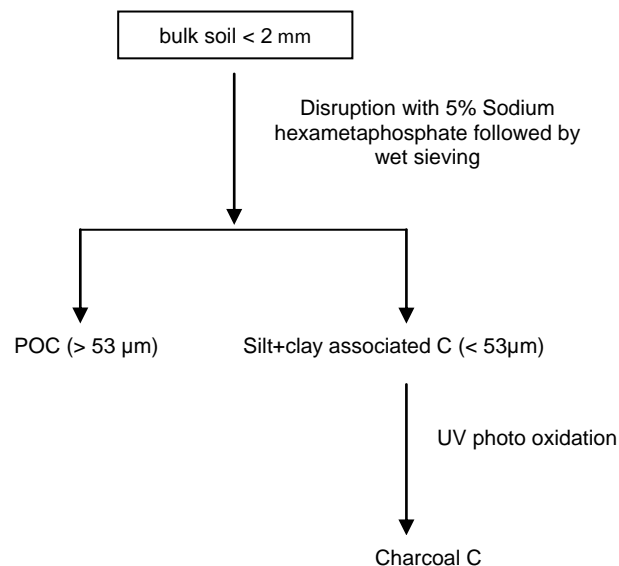 bulk soil < 2 mm
Disruption with 5% Sodium
hexametaphosphate followed by
wet sieving
POC (> 53 µm)
Silt+clay associated C (< 53µm)
UV photo oxidation
Charcoal C